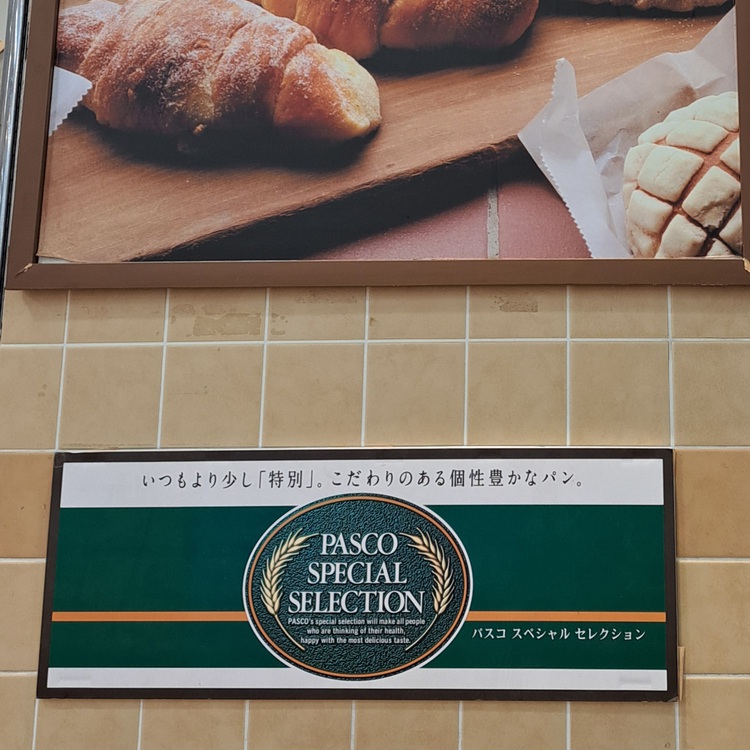 いつもより少し「特別」。こだわりのある個性豊かなパン。
PASCO
SPECIAL
SELECTION
PASCO's special selection will make all people
who are thinking of their health,
happy with the most delicious taste.
パスコ スペシャル セレクション